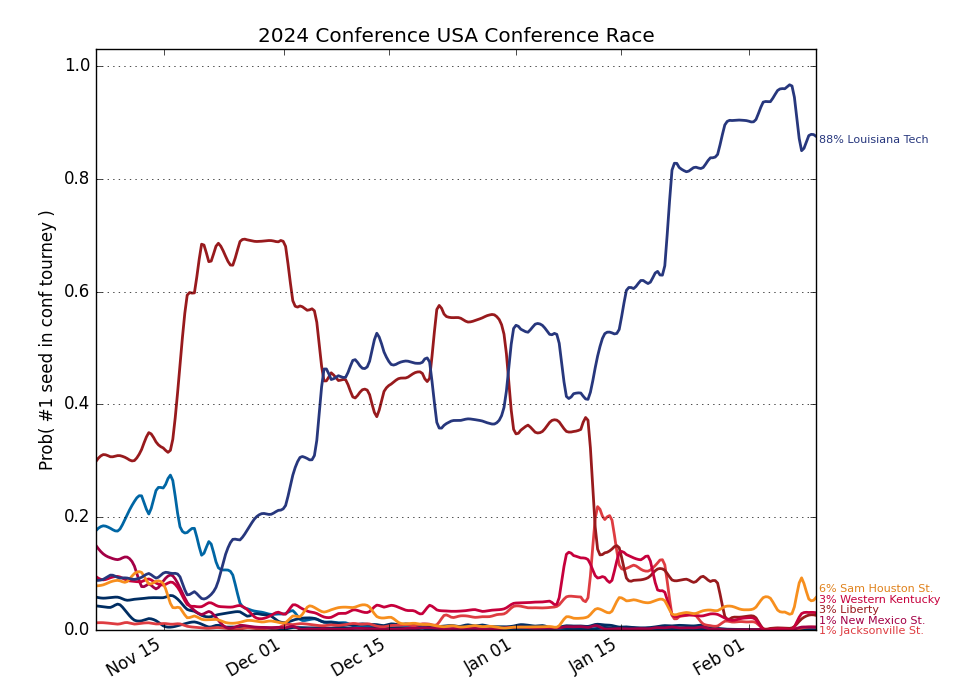 2024 Conference USA Conference Race
Prob( #1 seed in conf tourney )
1.0
0.8
0.6
0.4
0.2
0.0
Nov 15
Dec 01
Dec 15
Jan 01
Jan 15
Feb 01
88% Louisiana Tech
6% Sam Houston St.
3% Western Kentucky
3% Liberty
1% New Mexico St.
1% Jacksonville St.